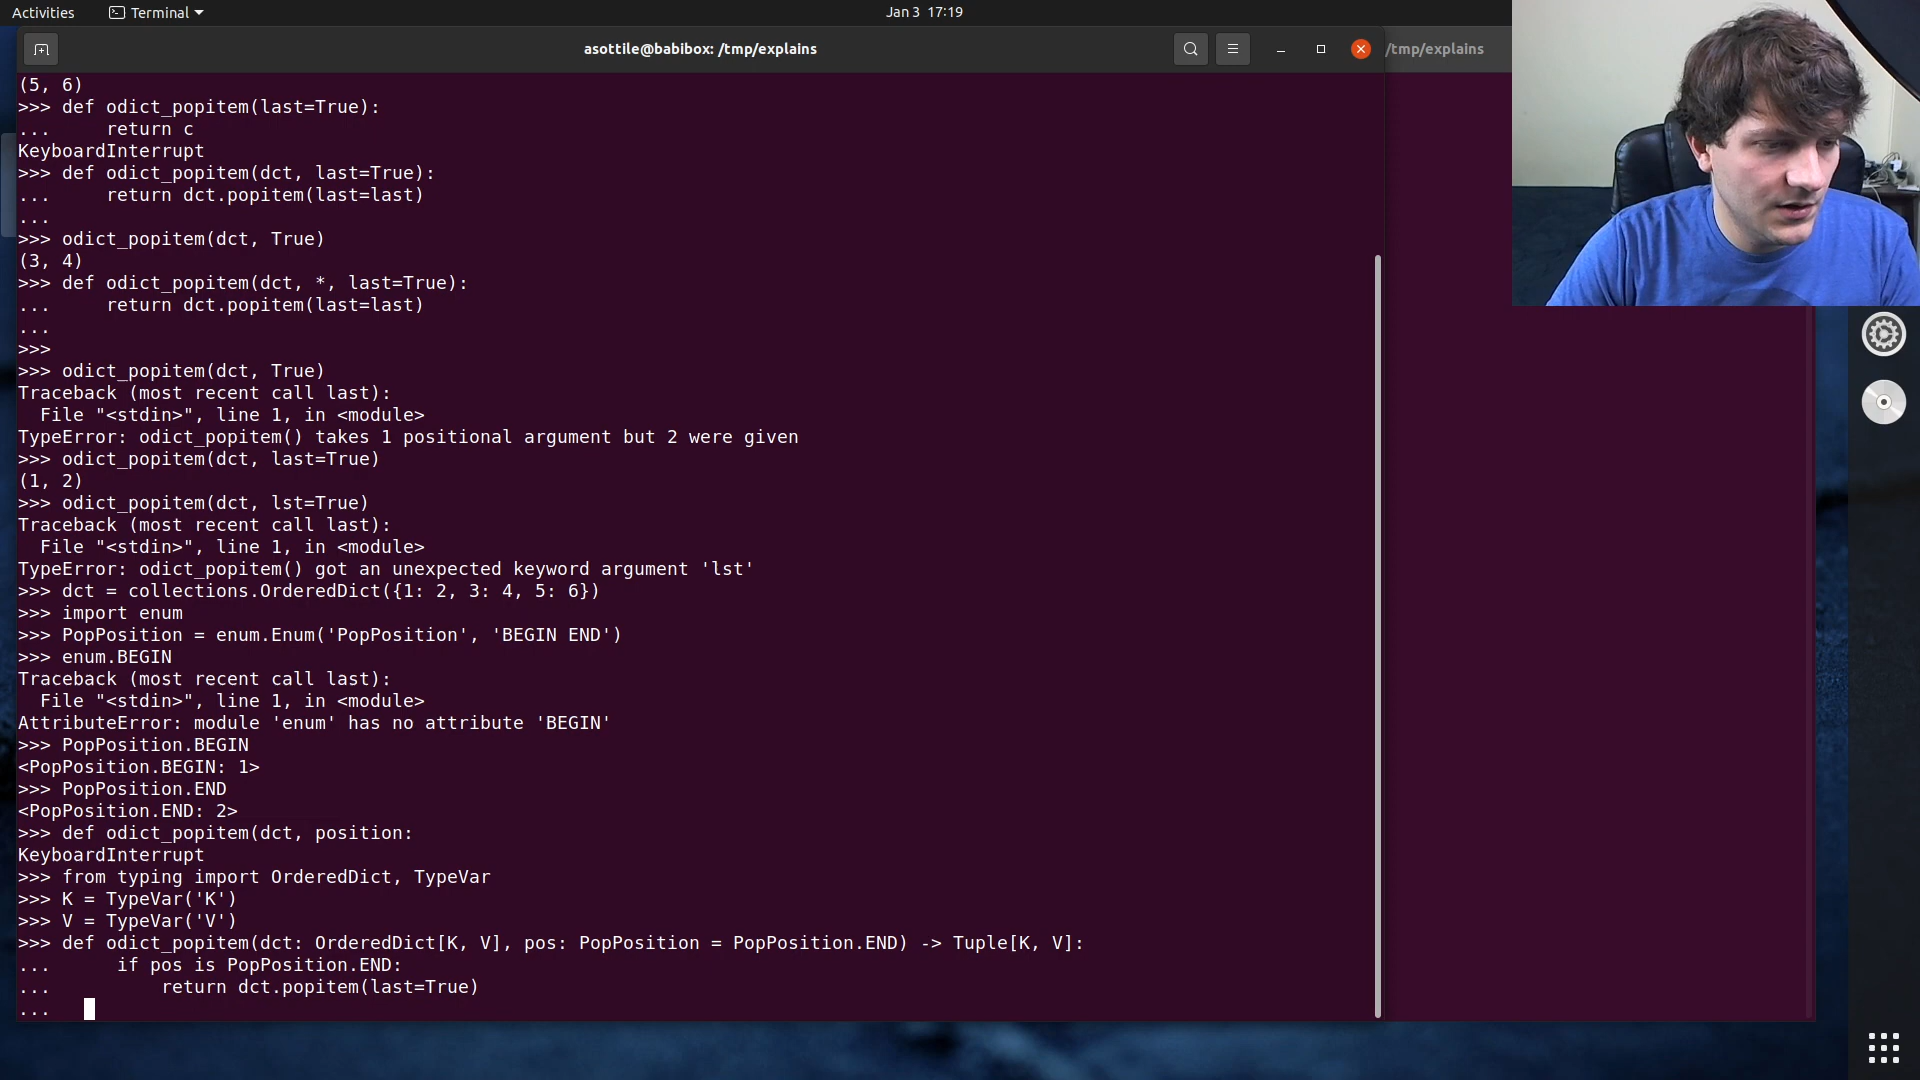 Activities
Terminal
Jan 3 17:19
asottile@babibox: /tmp/explains
/tmp/explains
(5, 6)
>>> def odict_popitem(last=True):
...     return c
KeyboardInterrupt
>>> def odict_popitem(dct, last=True):
...     return dct.popitem(last=last)
...
>>> odict_popitem(dct, True)
(3, 4)
>>> def odict_popitem(dct, *, last=True):
...     return dct.popitem(last=last)
...
>>>
>>> odict_popitem(dct, True)
Traceback (most recent call last):
  File "<stdin>", line 1, in <module>
TypeError: odict_popitem() takes 1 positional argument but 2 were given
>>> odict_popitem(dct, last=True)
(1, 2)
>>> odict_popitem(dct, lst=True)
Traceback (most recent call last):
  File "<stdin>", line 1, in <module>
TypeError: odict_popitem() got an unexpected keyword argument 'lst'
>>> dct = collections.OrderedDict({1: 2, 3: 4, 5: 6})
>>> import enum
>>> PopPosition = enum.Enum('PopPosition', 'BEGIN END')
>>> enum.BEGIN
Traceback (most recent call last):
  File "<stdin>", line 1, in <module>
AttributeError: module 'enum' has no attribute 'BEGIN'
>>> PopPosition.BEGIN
<PopPosition.BEGIN: 1>
>>> PopPosition.END
<PopPosition.END: 2>
>>> def odict_popitem(dct, position:
KeyboardInterrupt
>>> from typing import OrderedDict, TypeVar
>>> K = TypeVar('K')
>>> V = TypeVar('V')
>>> def odict_popitem(dct: OrderedDict[K, V], pos: PopPosition = PopPosition.END) -> Tuple[K, V]:
...      if pos is PopPosition.END:
...          return dct.popitem(last=True)
...